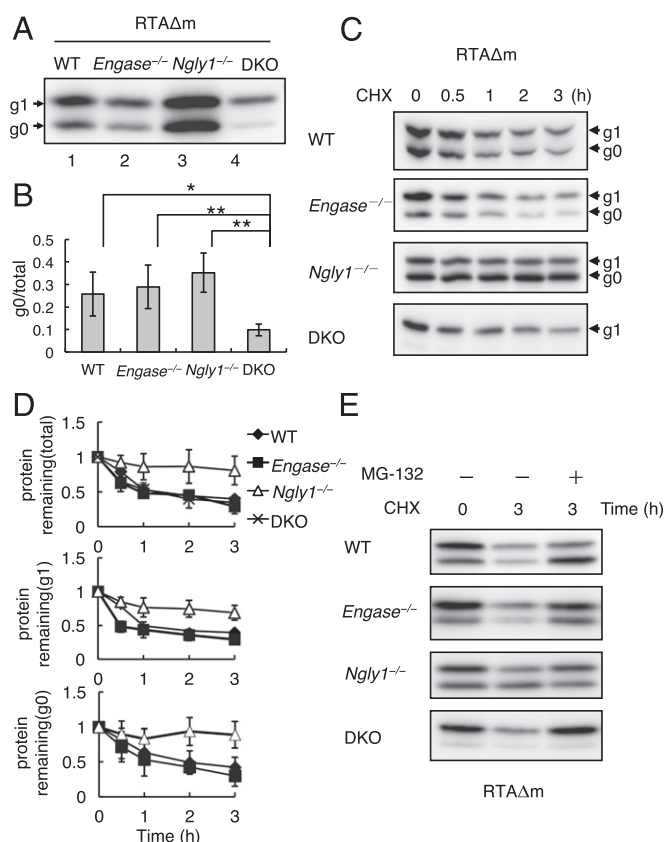 A
RTAΔm
WT Engase–/– Ngly1–/– DKO
g1
g0
1 2 3 4
B
* 
**
**
g0/total
0.5
0.4
0.3
0.2
0.1
0
WT Engase–/– Ngly1–/– DKO
C
RTAΔm
CHX 0 0.5 1 2 3 (h)
WT
g1
g0
Engase–/–
g1
g0
Ngly1–/–
g1
g0
DKO
g1
D
protein remaining(total)
1.5
1
0.5
0
0 1 2 3
WT
Engase–/–
Ngly1–/–
DKO
protein remaining(g1)
1.5
1
0.5
0
0 1 2 3
protein remaining(g0)
1.5
1
0.5
0
0 1 2 3
Time (h)
E
MG-132 – – +
CHX 0 3 3 Time (h)
WT
Engase–/–
Ngly1–/–
DKO
RTAΔm